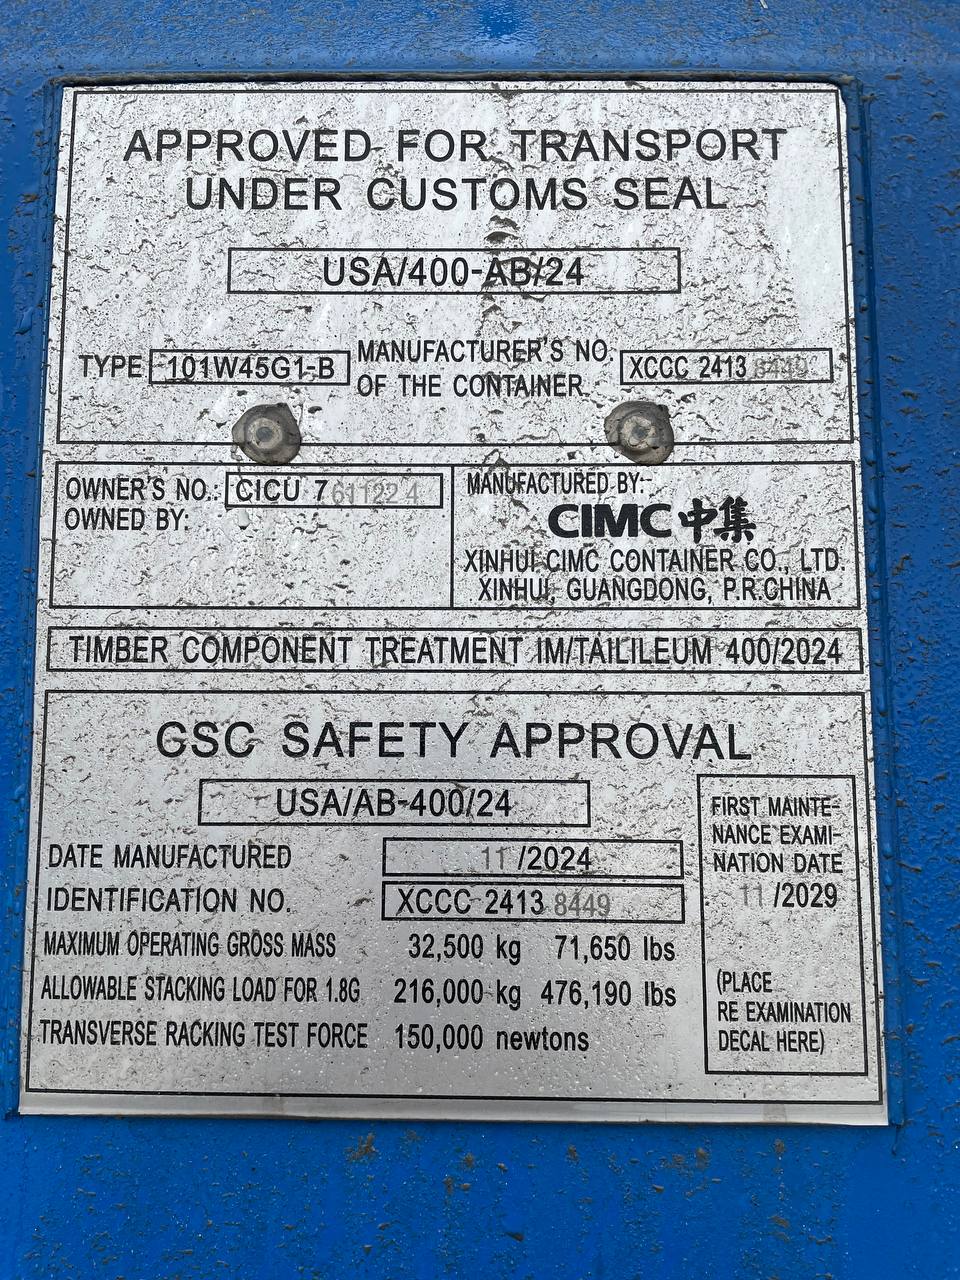 APPROVED FOR TRANSPORT
UNDER CUSTOMS SEAL
USA/400-AB/24
TYPE 101W45G1-B MANUFACTURER'S NO. XCCC 2413 8449
OF THE CONTAINER
OWNER'S NO.: CICU 7 61122 4
OWNED BY:
MANUFACTURED BY:
CIMC 中集
XINHUI CIMC CONTAINER CO., LTD.
XINHUI, GUANGDONG, P.R.CHINA
TIMBER COMPONENT TREATMENT IM/TAILILEUM 400/2024
GSC SAFETY APPROVAL
USA/AB-400/24
DATE MANUFACTURED 11 /2024
IDENTIFICATION NO. XCCC 2413 8449
MAXIMUM OPERATING GROSS MASS 32,500 kg 71,650 lbs
ALLOWABLE STACKING LOAD FOR 1.8G 216,000 kg 476,190 lbs
TRANSVERSE RACKING TEST FORCE 150,000 newtons
FIRST MAINTE-
NANCE EXAMI-
NATION DATE
11 /2029
(PLACE
RE EXAMINATION
DECAL HERE)